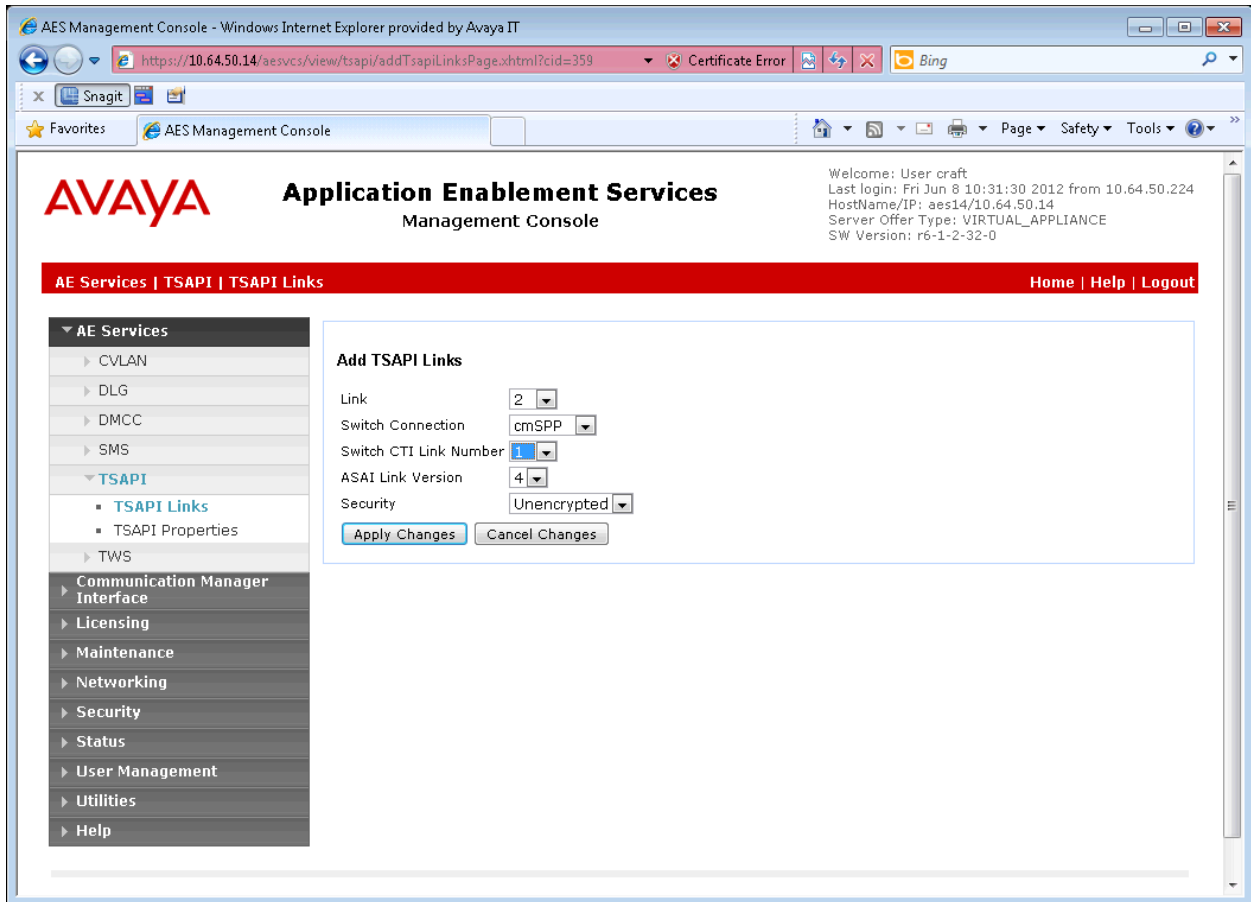 AES Management Console - Windows Internet Explorer provided by Avaya IT
https://10.64.50.14/aesvcs/view/tsapi/addTsapiLinksPage.xhtml?cid=359
Certificate Error
Bing
x Snagit
Favorites
AES Management Console
Page
Safety
Tools
AVAYA
Application Enablement Services
Management Console
Welcome: User craft
Last login: Fri Jun 8 10:31:30 2012 from 10.64.50.224
HostName/IP: aes14/10.64.50.14
Server Offer Type: VIRTUAL_APPLIANCE
SW Version: r6-1-2-32-0
AE Services | TSAPI | TSAPI Links
Home | Help | Logout
AE Services
CVLAN
DLG
DMCC
SMS
TSAPI
TSAPI Links
TSAPI Properties
TWS
Communication Manager
Interface
Licensing
Maintenance
Networking
Security
Status
User Management
Utilities
Help
Add TSAPI Links
Link 2
Switch Connection cmSPP
Switch CTI Link Number 1
ASAI Link Version 4
Security Unencrypted
Apply Changes
Cancel Changes